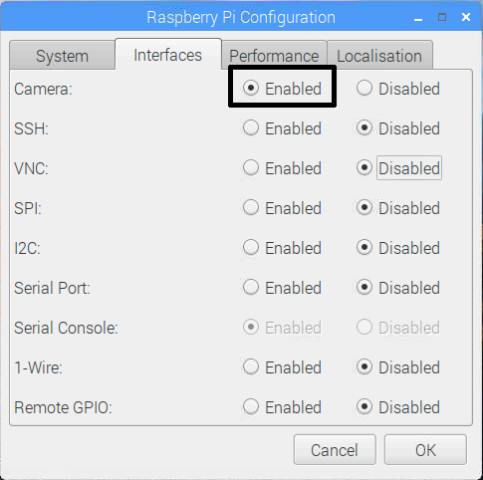 Raspberry Pi Configuration
System Interfaces Performance Localisation
Camera: Enabled Disabled
SSH: Enabled Disabled
VNC: Enabled Disabled
SPI: Enabled Disabled
I2C: Enabled Disabled
Serial Port: Enabled Disabled
Serial Console: Enabled Disabled
1-Wire: Enabled Disabled
Remote GPIO: Enabled Disabled
Cancel OK